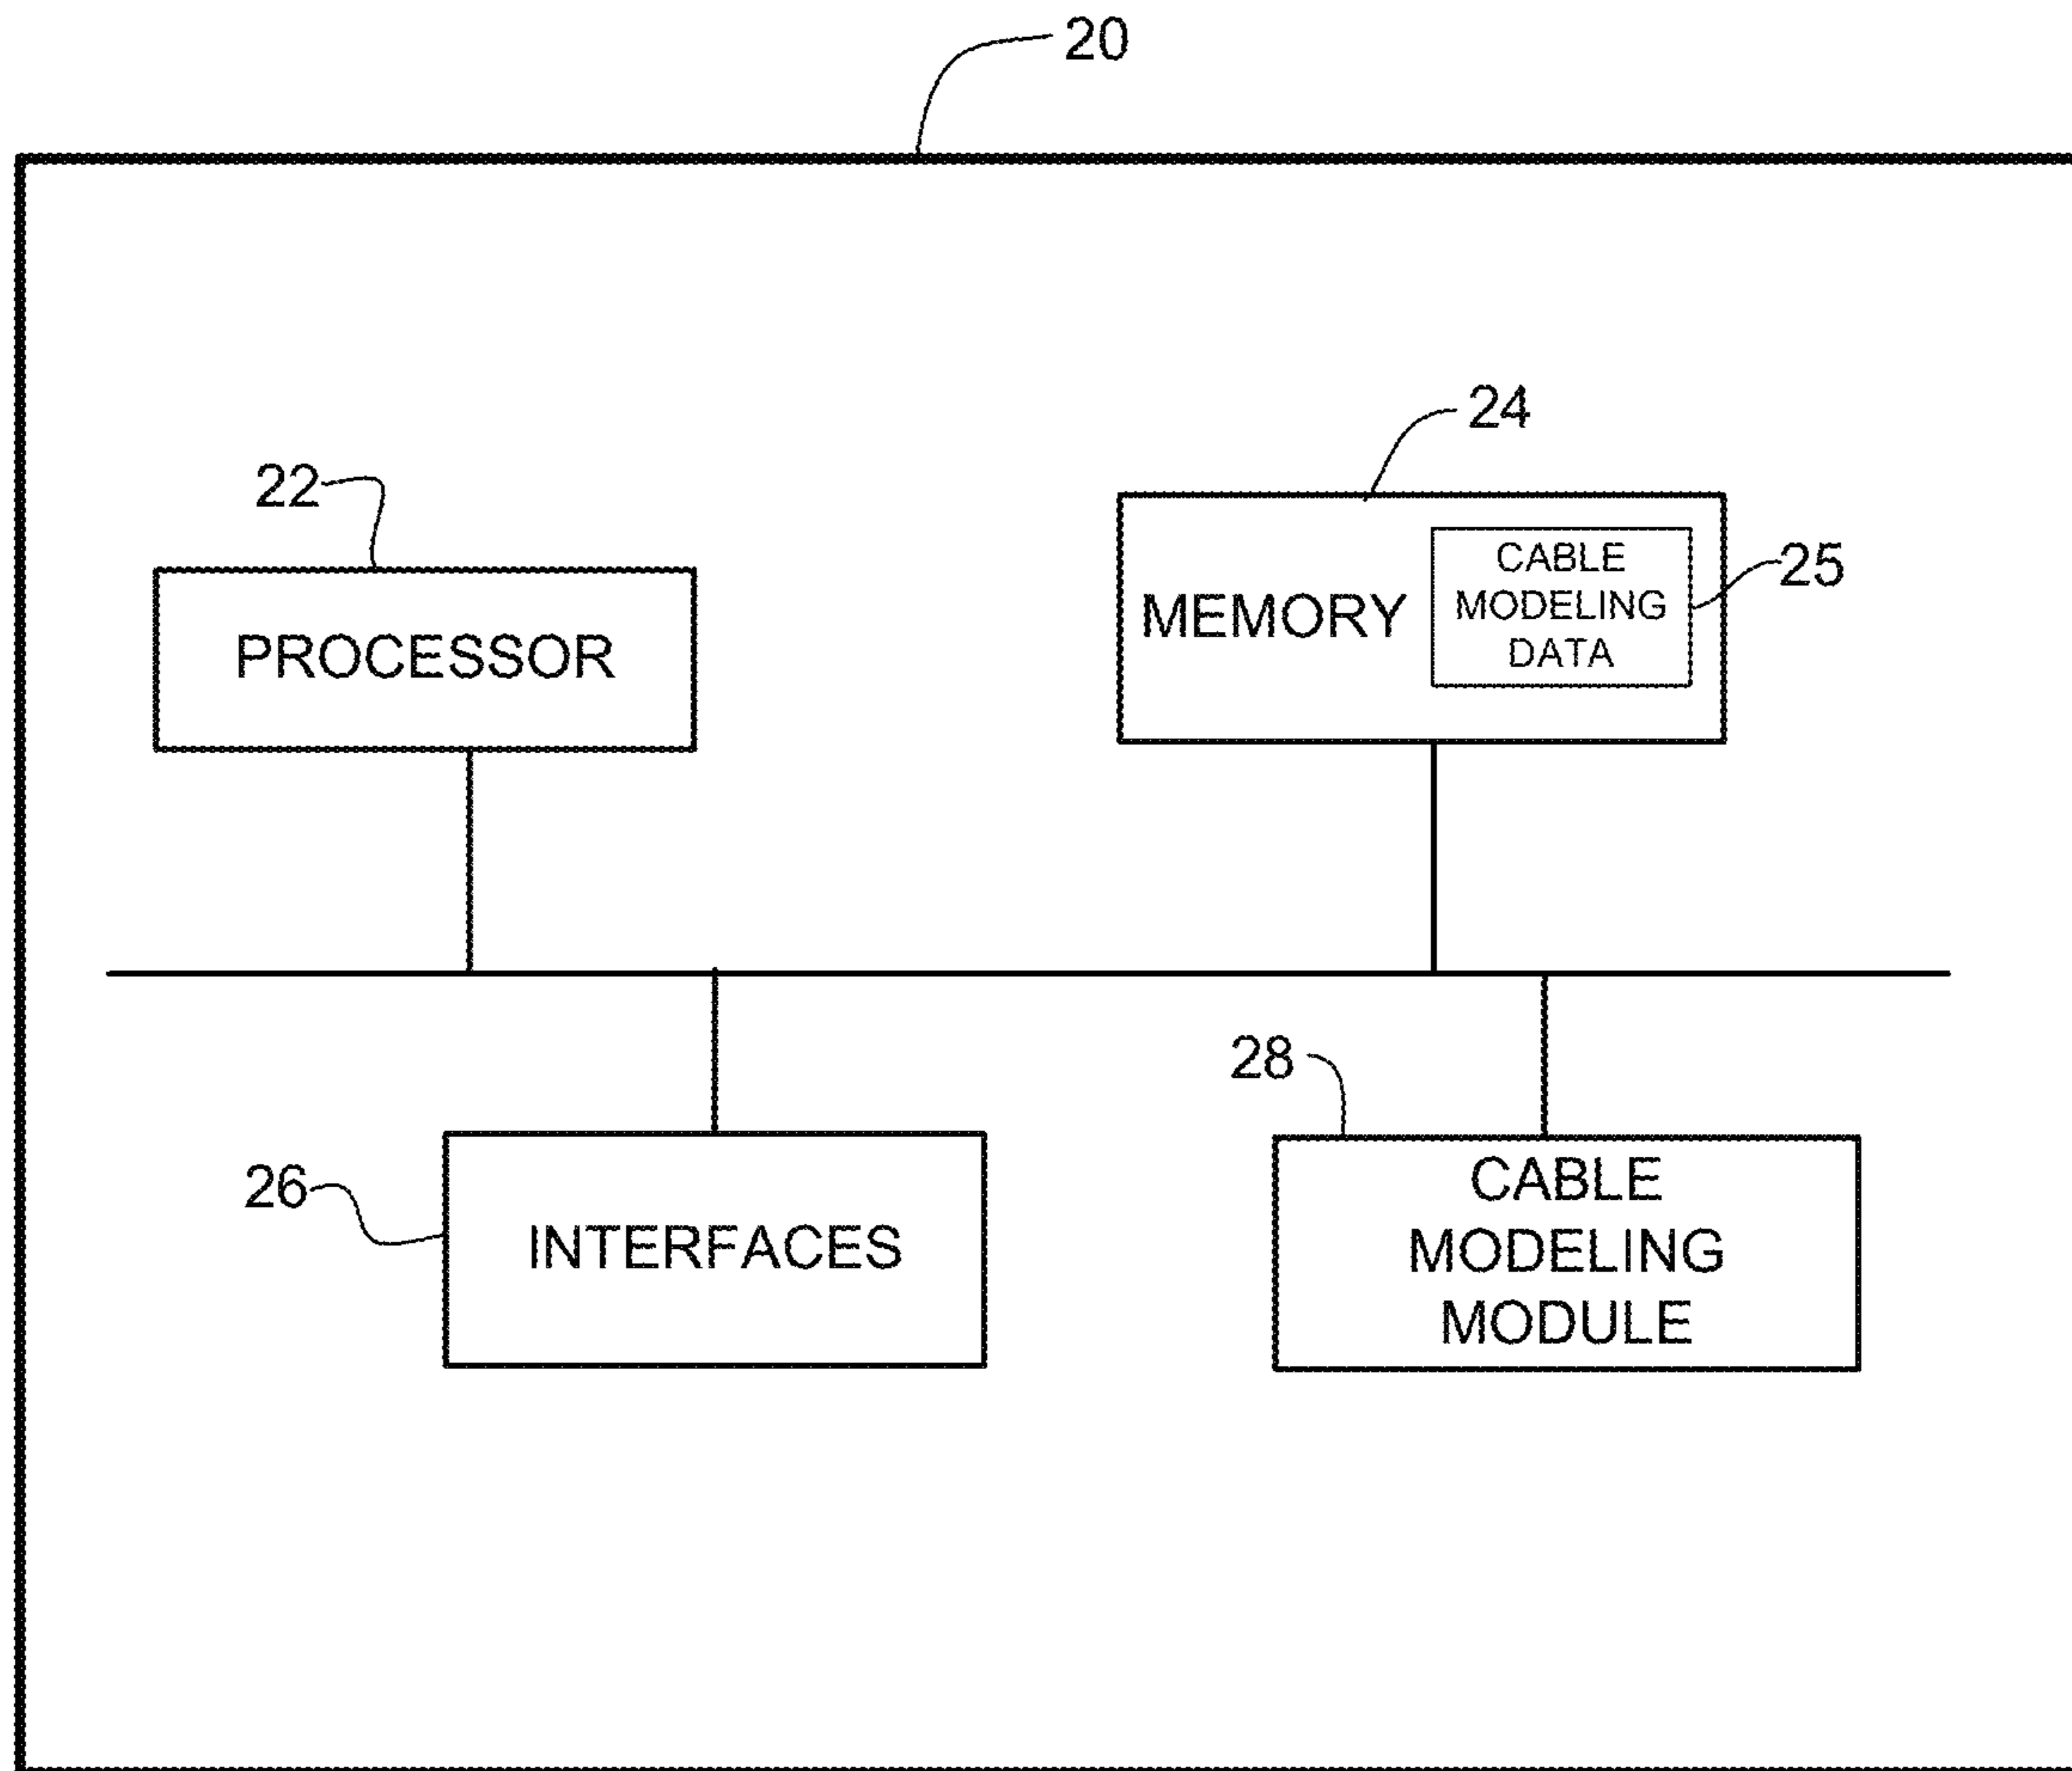 20
24
22
CABLE
MODELING
DATA
25
MEMORY
PROCESSOR
28
26
INTERFACES
CABLE
MODELING
MODULE